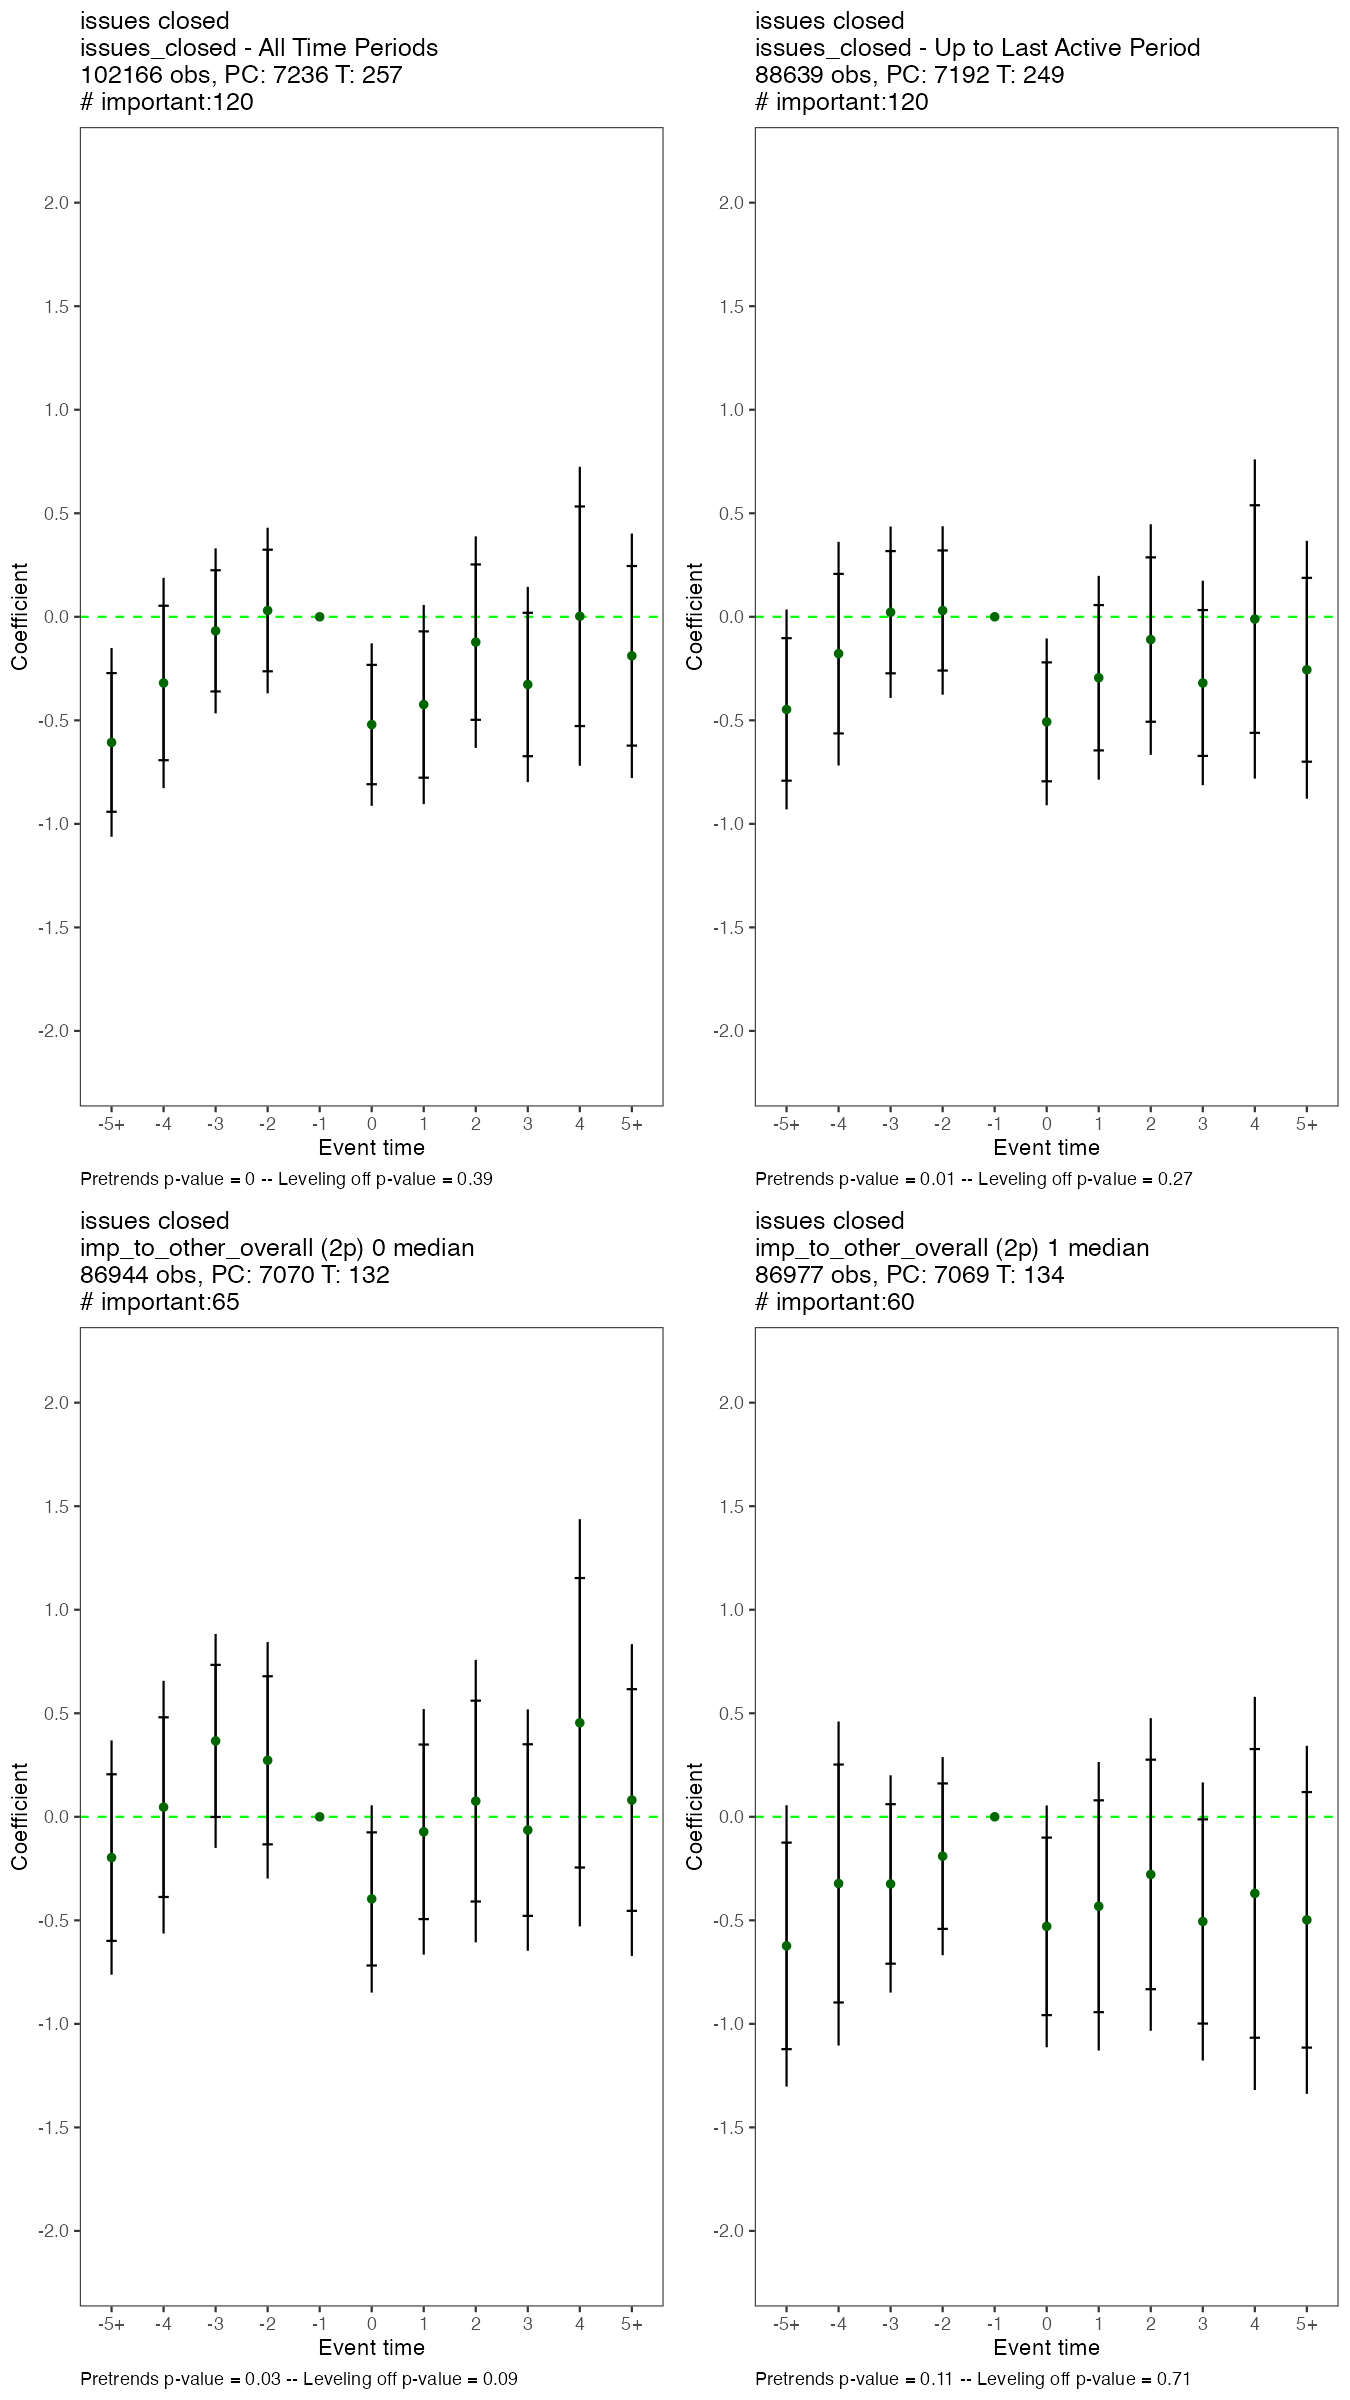 issues closed
issues_closed - All Time Periods
102166 obs, PC: 7236 T: 257
# important:120
2.0
1.5
1.0
0.5
0.0
-0.5
-1.0
-1.5
-2.0
Coefficient
-5+ -4 -3 -2 -1 0 1 2 3 4 5+
Event time
Pretrends p-value = 0 -- Leveling off p-value = 0.39
issues closed
issues_closed - Up to Last Active Period
88639 obs, PC: 7192 T: 249
# important:120
2.0
1.5
1.0
0.5
0.0
-0.5
-1.0
-1.5
-2.0
Coefficient
-5+ -4 -3 -2 -1 0 1 2 3 4 5+
Event time
Pretrends p-value = 0.01 -- Leveling off p-value = 0.27
issues closed
imp_to_other_overall (2p) 0 median
86944 obs, PC: 7070 T: 132
# important:65
2.0
1.5
1.0
0.5
0.0
-0.5
-1.0
-1.5
-2.0
Coefficient
-5+ -4 -3 -2 -1 0 1 2 3 4 5+
Event time
Pretrends p-value = 0.03 -- Leveling off p-value = 0.09
issues closed
imp_to_other_overall (2p) 1 median
86977 obs, PC: 7069 T: 134
# important:60
2.0
1.5
1.0
0.5
0.0
-0.5
-1.0
-1.5
-2.0
Coefficient
-5+ -4 -3 -2 -1 0 1 2 3 4 5+
Event time
Pretrends p-value = 0.11 -- Leveling off p-value = 0.71